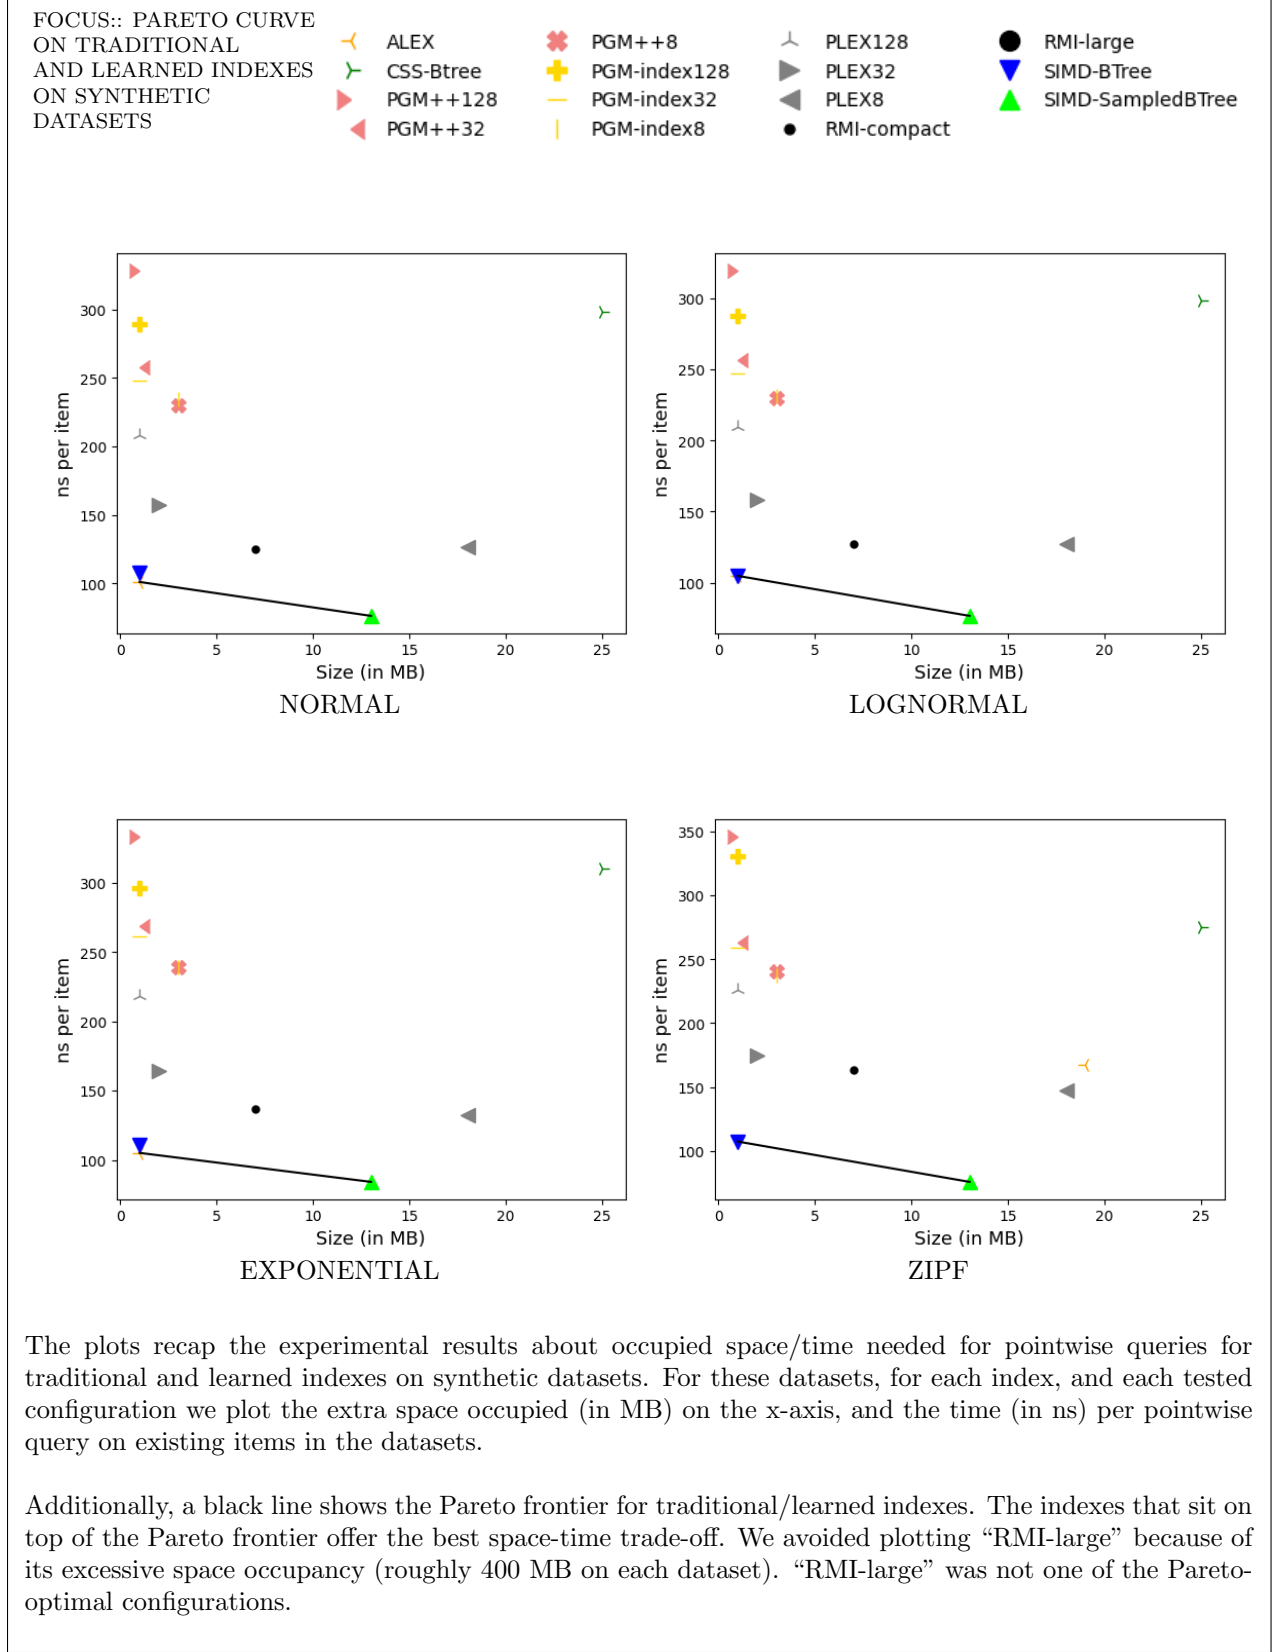 FOCUS:: PARETO CURVE
ON TRADITIONAL
AND LEARNED INDEXES
ON SYNTHETIC
DATASETS
ALEX
CSS-Btree
PGM++128
PGM++32
PGM++8
PGM-index128
PGM-index32
PGM-index8
PLEX128
PLEX32
PLEX8
RMI-compact
RMI-large
SIMD-BTree
SIMD-SampledBTree
300
250
200
150
100
ns per item
0 5 10 15 20 25
Size (in MB)
NORMAL
300
250
200
150
100
ns per item
0 5 10 15 20 25
Size (in MB)
LOGNORMAL
300
250
200
150
100
ns per item
0 5 10 15 20 25
Size (in MB)
EXPONENTIAL
350
300
250
200
150
100
ns per item
0 5 10 15 20 25
Size (in MB)
ZIPF
The plots recap the experimental results about occupied space/time needed for pointwise queries for
traditional and learned indexes on synthetic datasets. For these datasets, for each index, and each tested
configuration we plot the extra space occupied (in MB) on the x-axis, and the time (in ns) per pointwise
query on existing items in the datasets.
Additionally, a black line shows the Pareto frontier for traditional/learned indexes. The indexes that sit on
top of the Pareto frontier offer the best space-time trade-off. We avoided plotting “RMI-large” because of
its excessive space occupancy (roughly 400 MB on each dataset). “RMI-large” was not one of the Pareto-
optimal configurations.